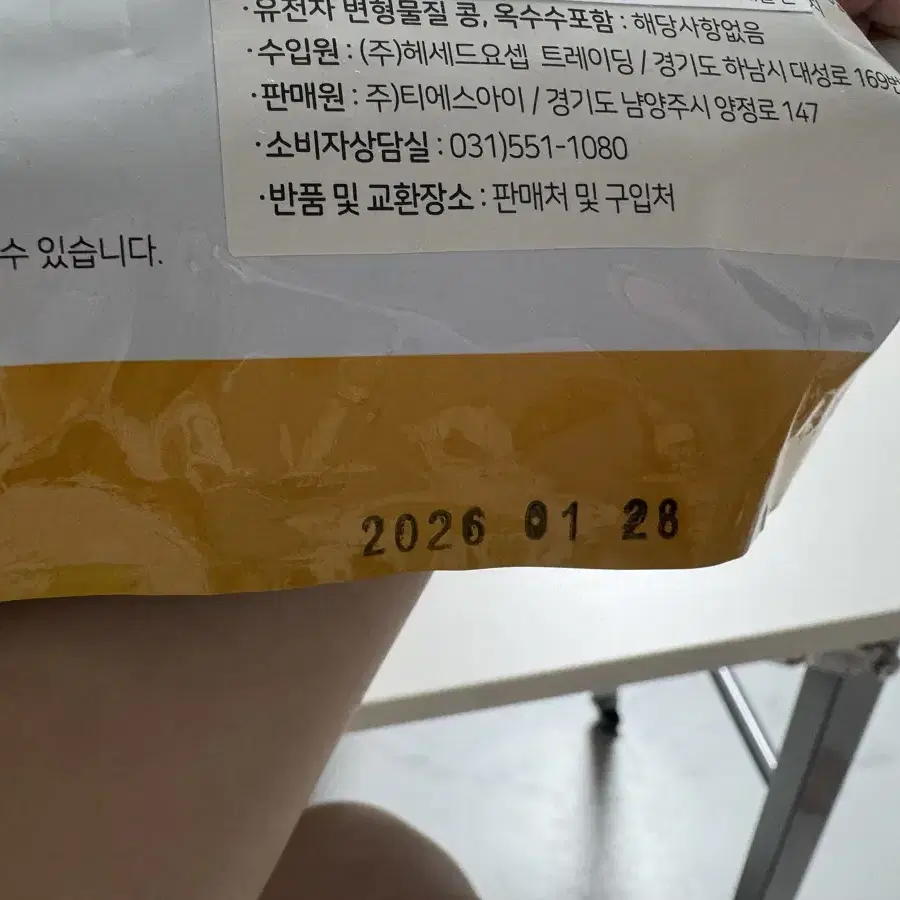 ·유전자 변형물질 콩, 옥수수포함 : 해당사항없음
·수입원 : (주)헤세드요셉 트레이딩 / 경기도 하남시 대성로 169번
·판매원 : 주)티에스아이 / 경기도 남양주시 양정로 147
·소비자상담실 : 031)551-1080
·반품 및 교환장소 : 판매처 및 구입처
수 있습니다.
2026 01 28